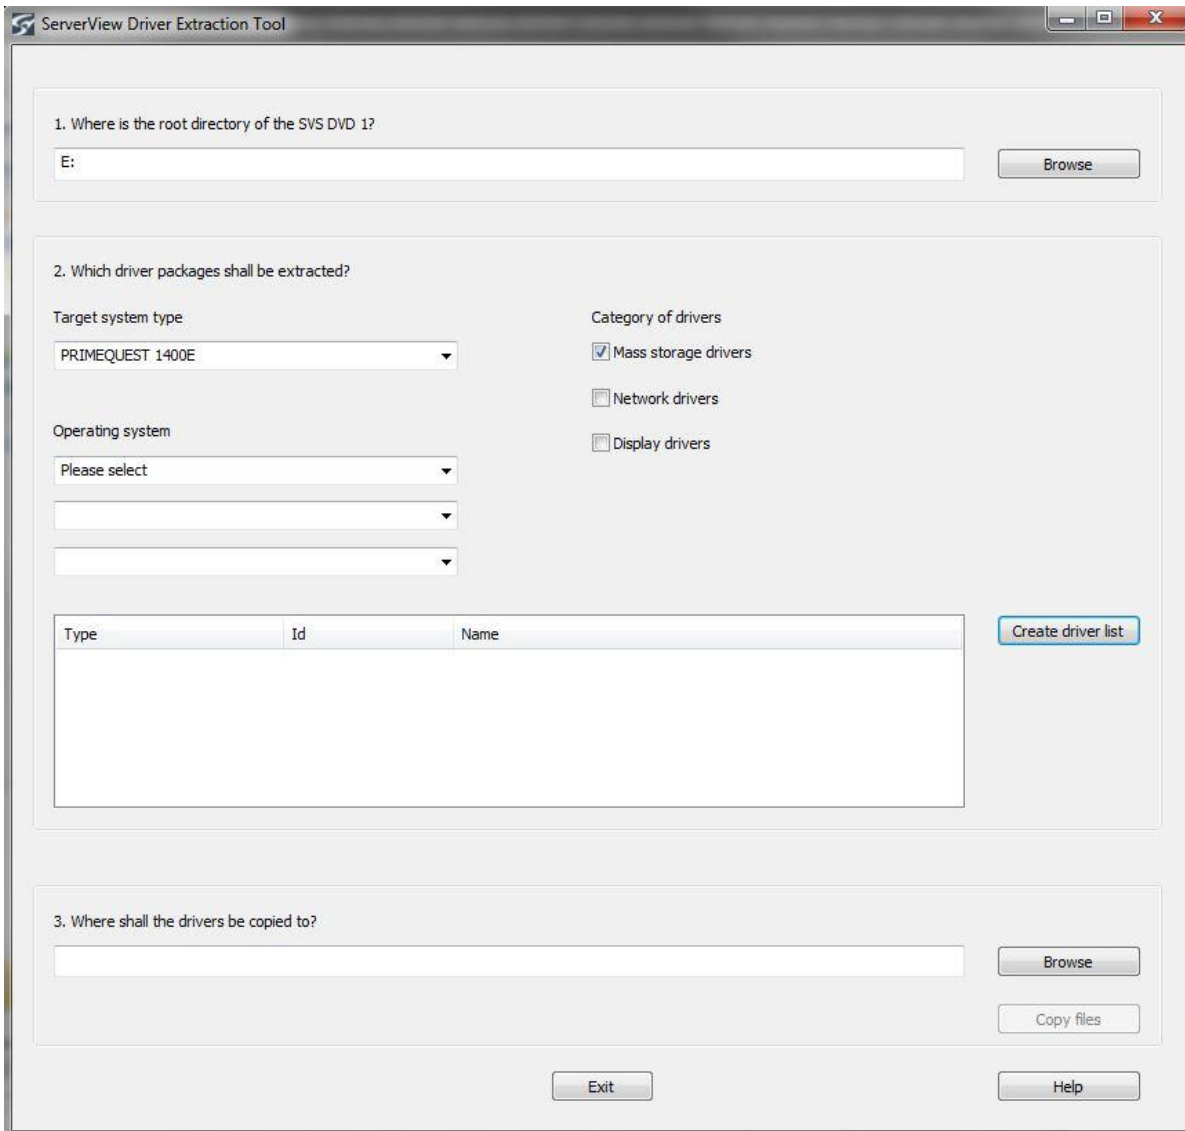 ServerView Driver Extraction Tool
1. Where is the root directory of the SVS DVD 1?
E:
Browse
2. Which driver packages shall be extracted?
Target system type
Category of drivers
PRIMEQUEST 1400E
Mass storage drivers
Network drivers
Operating system
Display drivers
Please select
Type Id Name
Create driver list
3. Where shall the drivers be copied to?
Browse
Copy files
Exit
Help